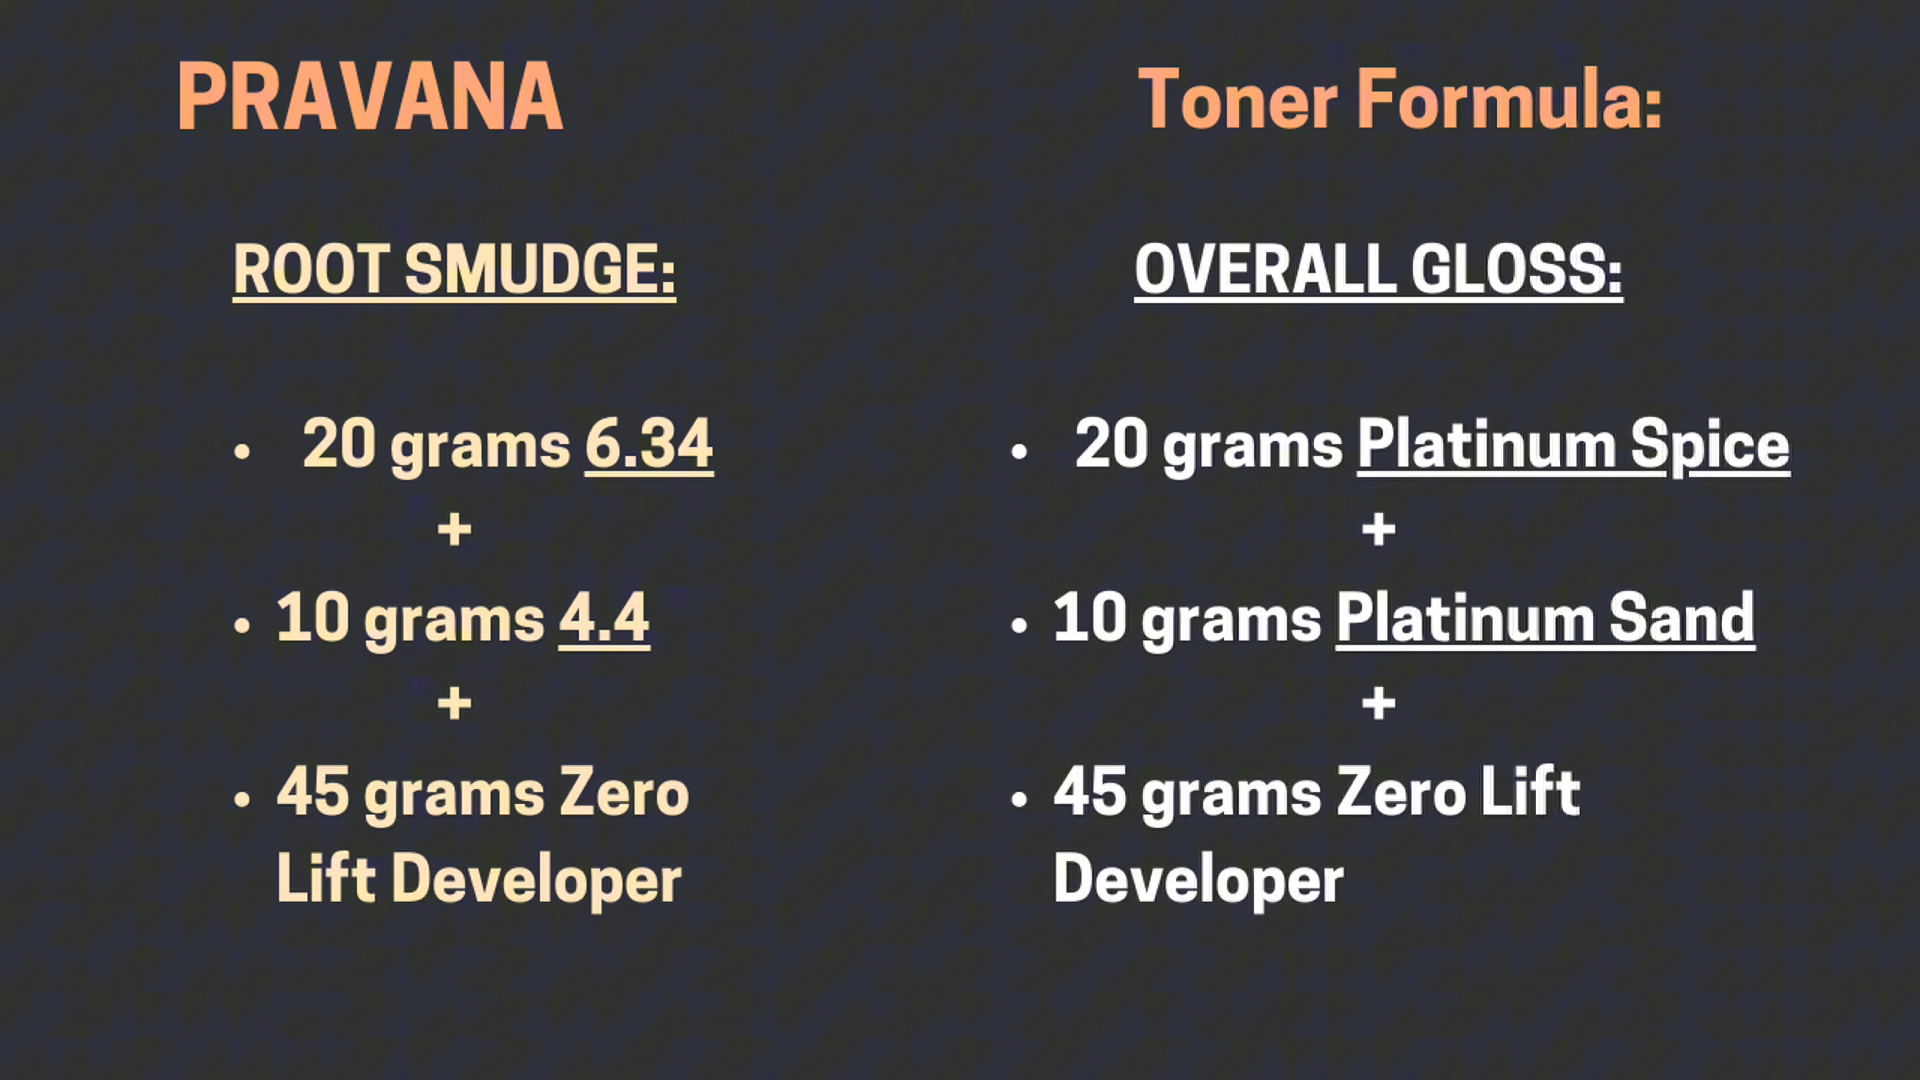 PRAVANA
ROOT SMUDGE:
• 20 grams 6.34
+
• 10 grams 4.4
+
• 45 grams Zero
Lift Developer
Toner Formula:
OVERALL GLOSS:
• 20 grams Platinum Spice
+
• 10 grams Platinum Sand
+
• 45 grams Zero Lift
Developer